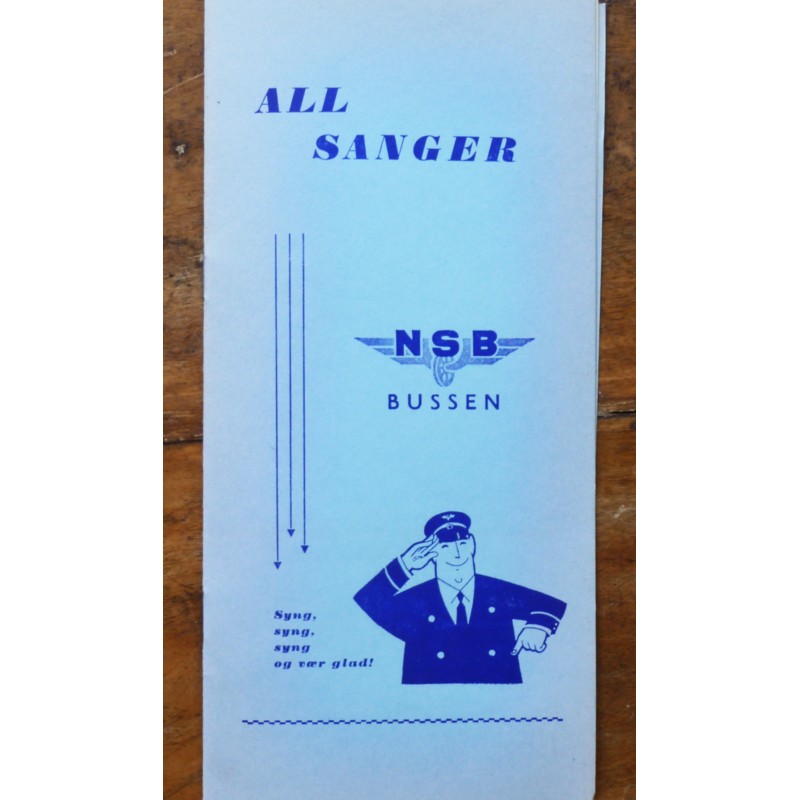 ALL
SANGER
NSB
BUSSEN
Syng,
syng,
syng
og vær glad!